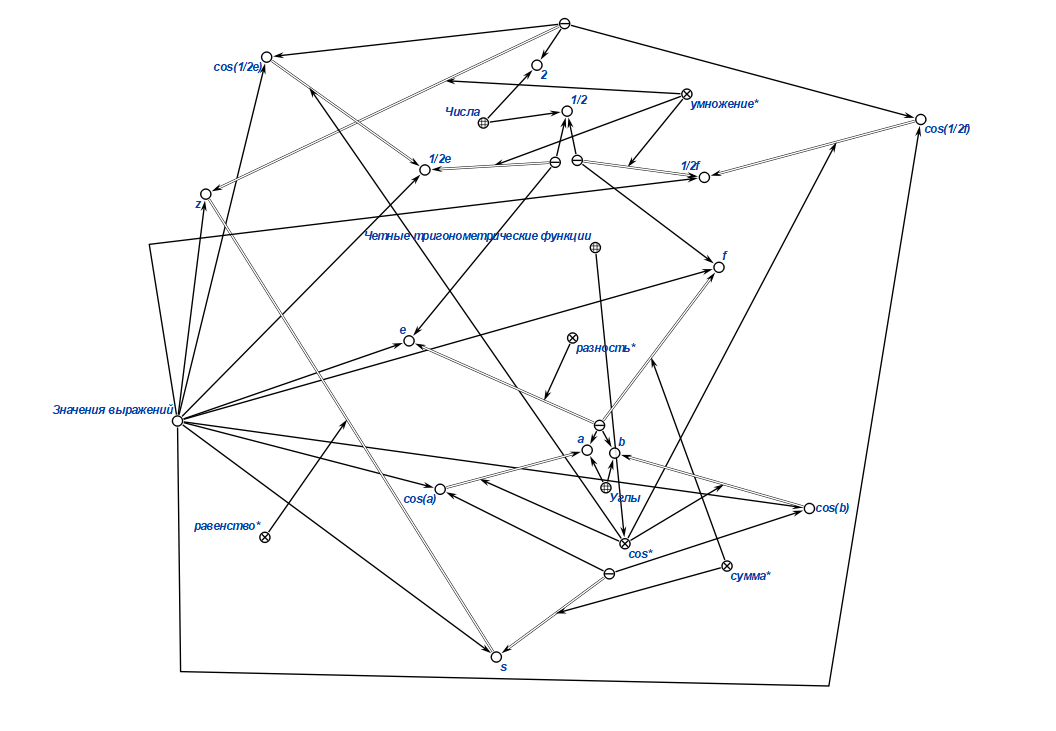 cos(1/2e)
2
Числа
1/2
умножение*
cos(1/2f)
1/2e
1/2f
z
Четные тригонометрические функции
f
e
разность*
Значения выражений
a
b
cos(a)
Углы
cos(b)
равенство*
cos*
сумма*
s